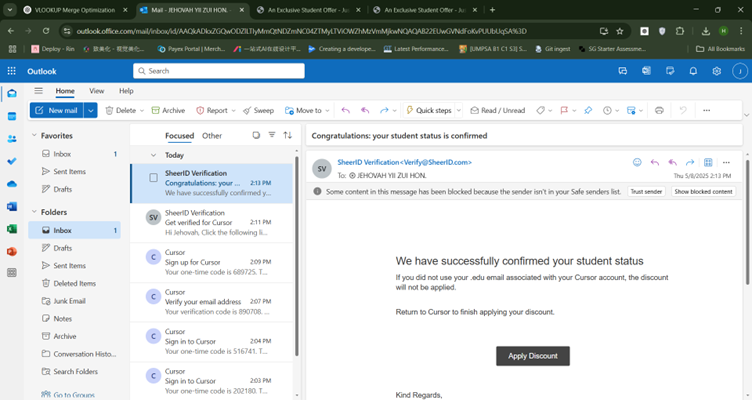 VLOOKUP Merge Optimization
Mail - JEHOVAH YII ZUI HON. -
An Exclusive Student Offer - Ju
An Exclusive Student Offer - Ju
outlook.office.com/mail/inbox/id/
Deploy - Rin
Payex Portal | Merch...
一站式AI在建设计平...
Creating a develope...
Latest Performance...
JUMPSA B1 C1 S3| S...
Git ingest
SG Starter Assessme...
All Bookmarks
Outlook
Search
J
Home
View
Help
New mail
Delete
Archive
Report
Sweep
Move to
Quick steps
Read / Unread
Favorites
Inbox 1
Sent Items
Drafts
Folders
Inbox 1
Drafts
Sent Items
Deleted Items
Junk Email
Notes
Archive
Conversation Histo...
Search Folders
Go to Groups
Focused
Other
Today
SheerID Verification
Congratulations: your ... 2:13 PM
We have successfully confirmed y...
SV
SheerID Verification
Get verified for Cursor 2:11 PM
Hi Jehovah, Click the following li...
C
Cursor
Sign up for Cursor 2:09 PM
Your one-time code is 689725. T...
C
Cursor
Verify your email address 2:07 PM
Your verification code is 890708. ...
C
Cursor
Sign in to Cursor 2:04 PM
Your one-time code is 516741. T...
C
Cursor
Sign in to Cursor 2:03 PM
Your one-time code is 202180. T...
Congratulations: your student status is confirmed
SV
SheerID Verification<Verify@SheerID.com>
To: JEHOVAH YII ZUI HON.
Thu 5/8/2025 2:13 PM
Some content in this message has been blocked because the sender isn't in your Safe senders list.
Trust sender
Show blocked content
We have successfully confirmed your student status
If you did not use your .edu email associated with your Cursor account, the discount
will not be applied.
Return to Cursor to finish applying your discount.
Apply Discount
Kind Regards,